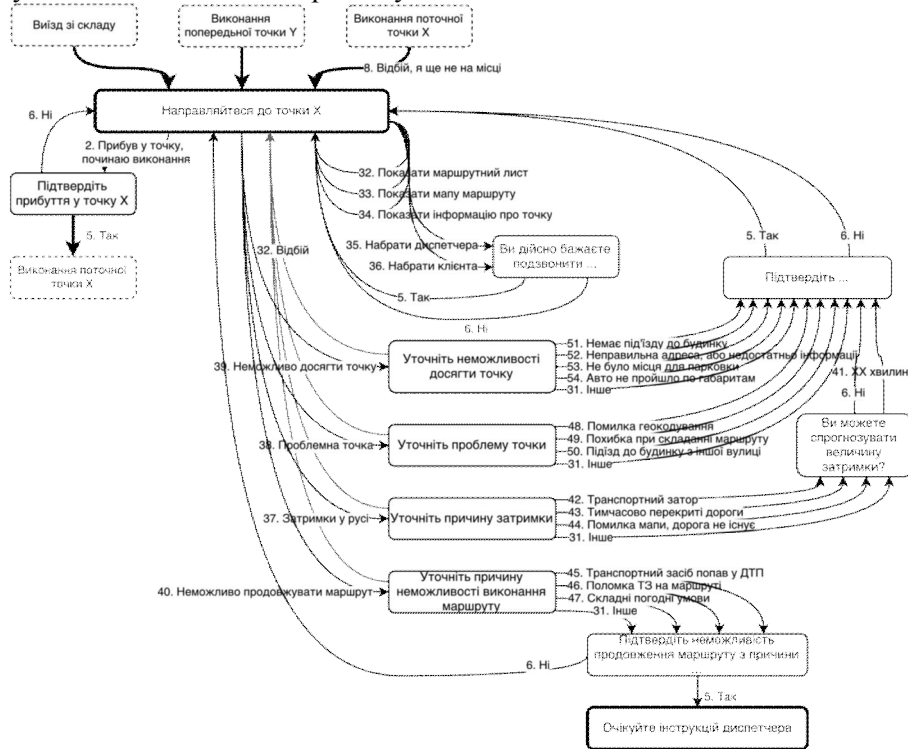 Виїзд зі складу
Виконання
попередньої точки Y
Виконання поточної
точки X
8. Відбій, я ще не на місці
Направляйтеся до точки X
6. Ні
2. Прибув у точку,
починаю виконання
Підтвердіть
прибуття у точку X
5. Так
Виконання поточної
точки X
32. Показати маршрутний лист
33. Показати мапу маршруту
34. Показати інформацію про точку
35. Набрати диспетчера
36. Набрати клієнта
Ви дійсно бажаєте
подзвонити ...
5. Так
6. Ні
32. Відбій
5. Так
6. Ні
Підтвердіть ...
39. Неможливо досягти точку
Уточніть неможливості
досягти точку
51. Немає під'їзду до будинку
52. Неправильна адреса, або недостатньо інформації
53. Не було місця для парковки
54. Авто не пройшло по габаритам
31. Інше
41. XX хвилин
6. Ні
38. Проблемна точка
Уточніть проблему точки
48. Помилка геокодування
49. Похибка при складанні маршруту
50. Підїзд до будинку з іншої вулиці
31. Інше
Ви можете
спрогнозувати
величину
затримки?
37. Затримки у русі
Уточніть причину затримки
42. Транспортний затор
43. Тимчасово перекриті дороги
44. Помилка мапи, дорога не існує
31. Інше
40. Неможливо продовжувати маршрут
Уточніть причину
неможливості виконання
маршруту
45. Транспортний засіб попав у ДТП
46. Поломка ТЗ на маршруті
47. Складні погодні умови
31. Інше
Підтвердіть неможливість
продовження маршруту з причини
6. Ні
5. Так
Очікуйте інструкцій диспетчера